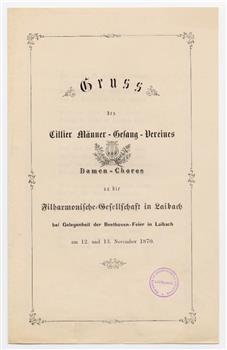 Gruss
des
Cillier Männer-Gesang-Vereines
Damen-Chores
an die
Filharmonische-Gesellschaft in Laibach
bei Gelegenheit der Beethoven-Feier in Laibach
am 12. und 13. November 1870.